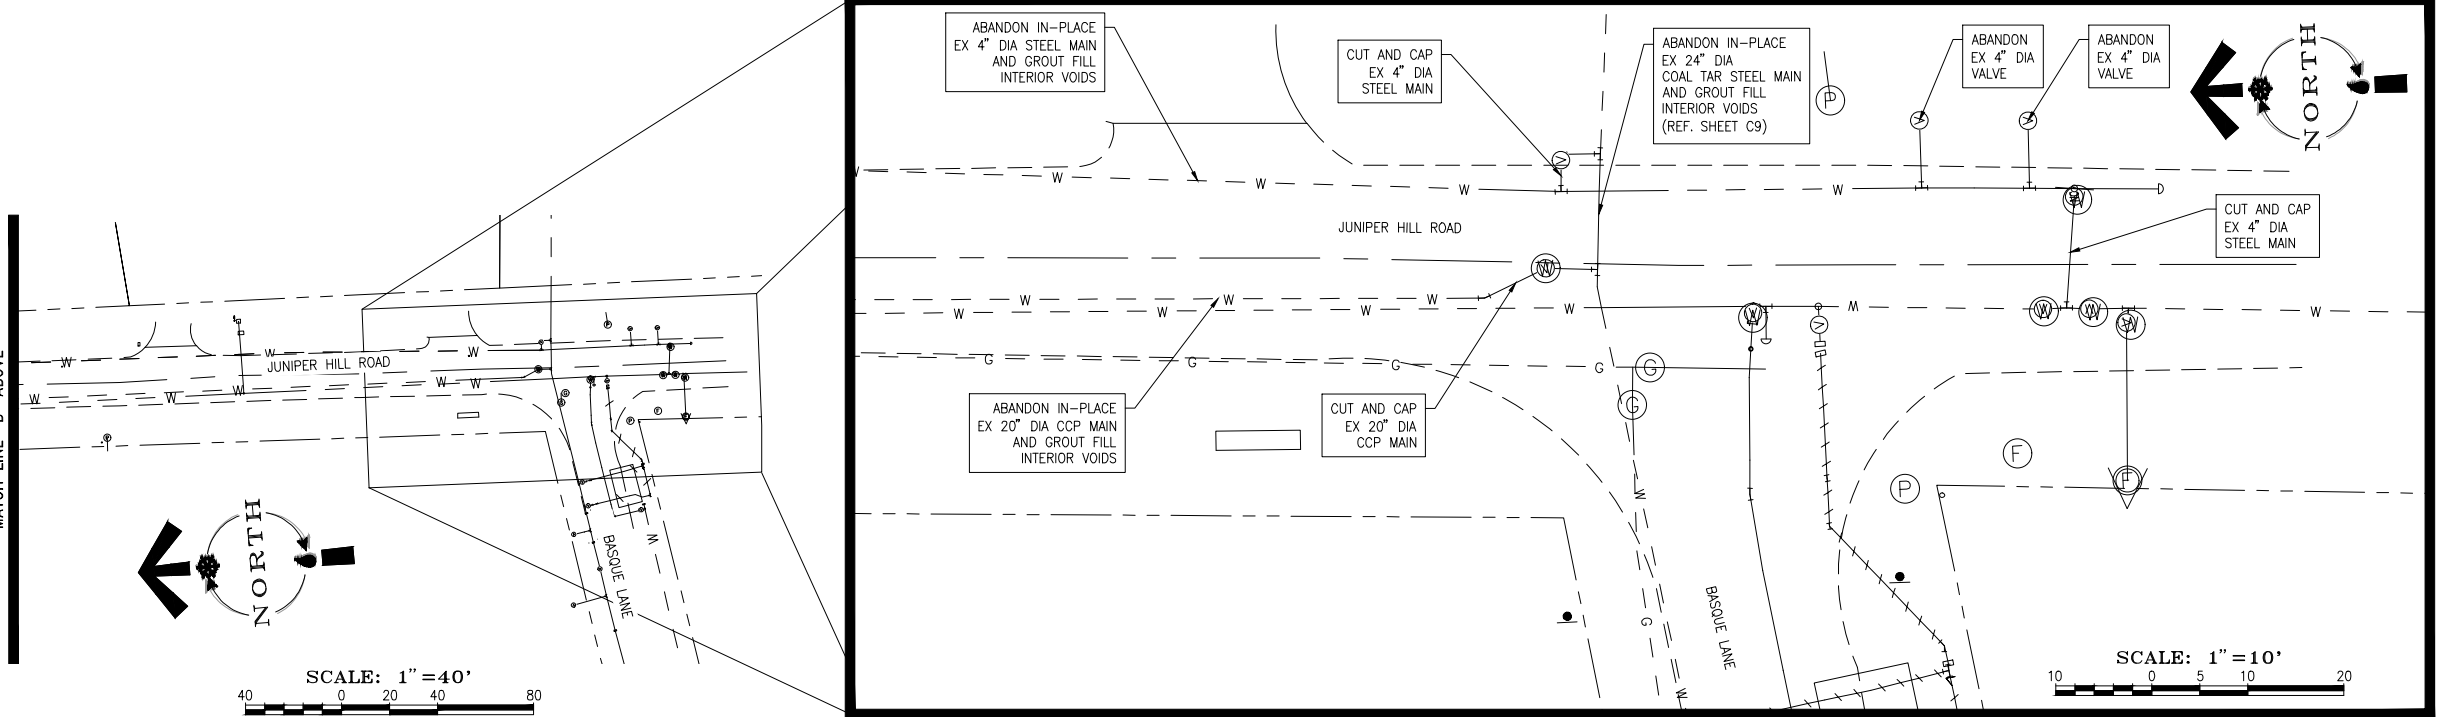 ABANDON IN-PLACE
EX 4" DIA STEEL MAIN
AND GROUT FILL
INTERIOR VOIDS
CUT AND CAP
EX 4" DIA
STEEL MAIN
ABANDON IN-PLACE
EX 24" DIA
COAL TAR STEEL MAIN
AND GROUT FILL
INTERIOR VOIDS
(REF. SHEET C9)
ABANDON
EX 4" DIA
VALVE
ABANDON
EX 4" DIA
VALVE
NORTH
P
V
V
V
W W W W
JUNIPER HILL ROAD
CUT AND CAP
EX 4" DIA
STEEL MAIN
W W W
W W W W W W
V
G G G G
G
G
ABANDON IN-PLACE
EX 20" DIA CCP MAIN
AND GROUT FILL
INTERIOR VOIDS
CUT AND CAP
EX 20" DIA
CCP MAIN
F
P
F
W
G
W
BASQUE LANE
SCALE: 1"=10'
10 0 5 10 20
JUNIPER HILL ROAD
W W W
W W W
W W
W
BASQUE LANE
NORTH
SCALE: 1"=40'
40 0 20 40 80